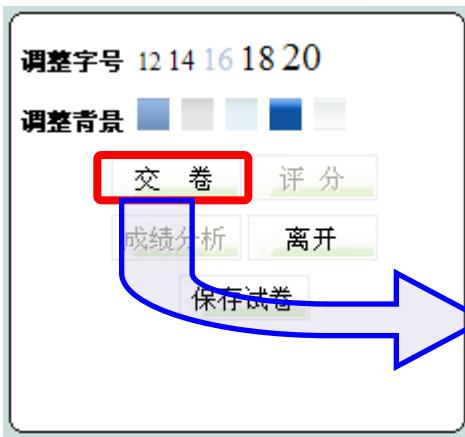 调整字号 12 14 16 18 20
调整背景
交 卷 评 分
成绩分析 离开
保存试卷